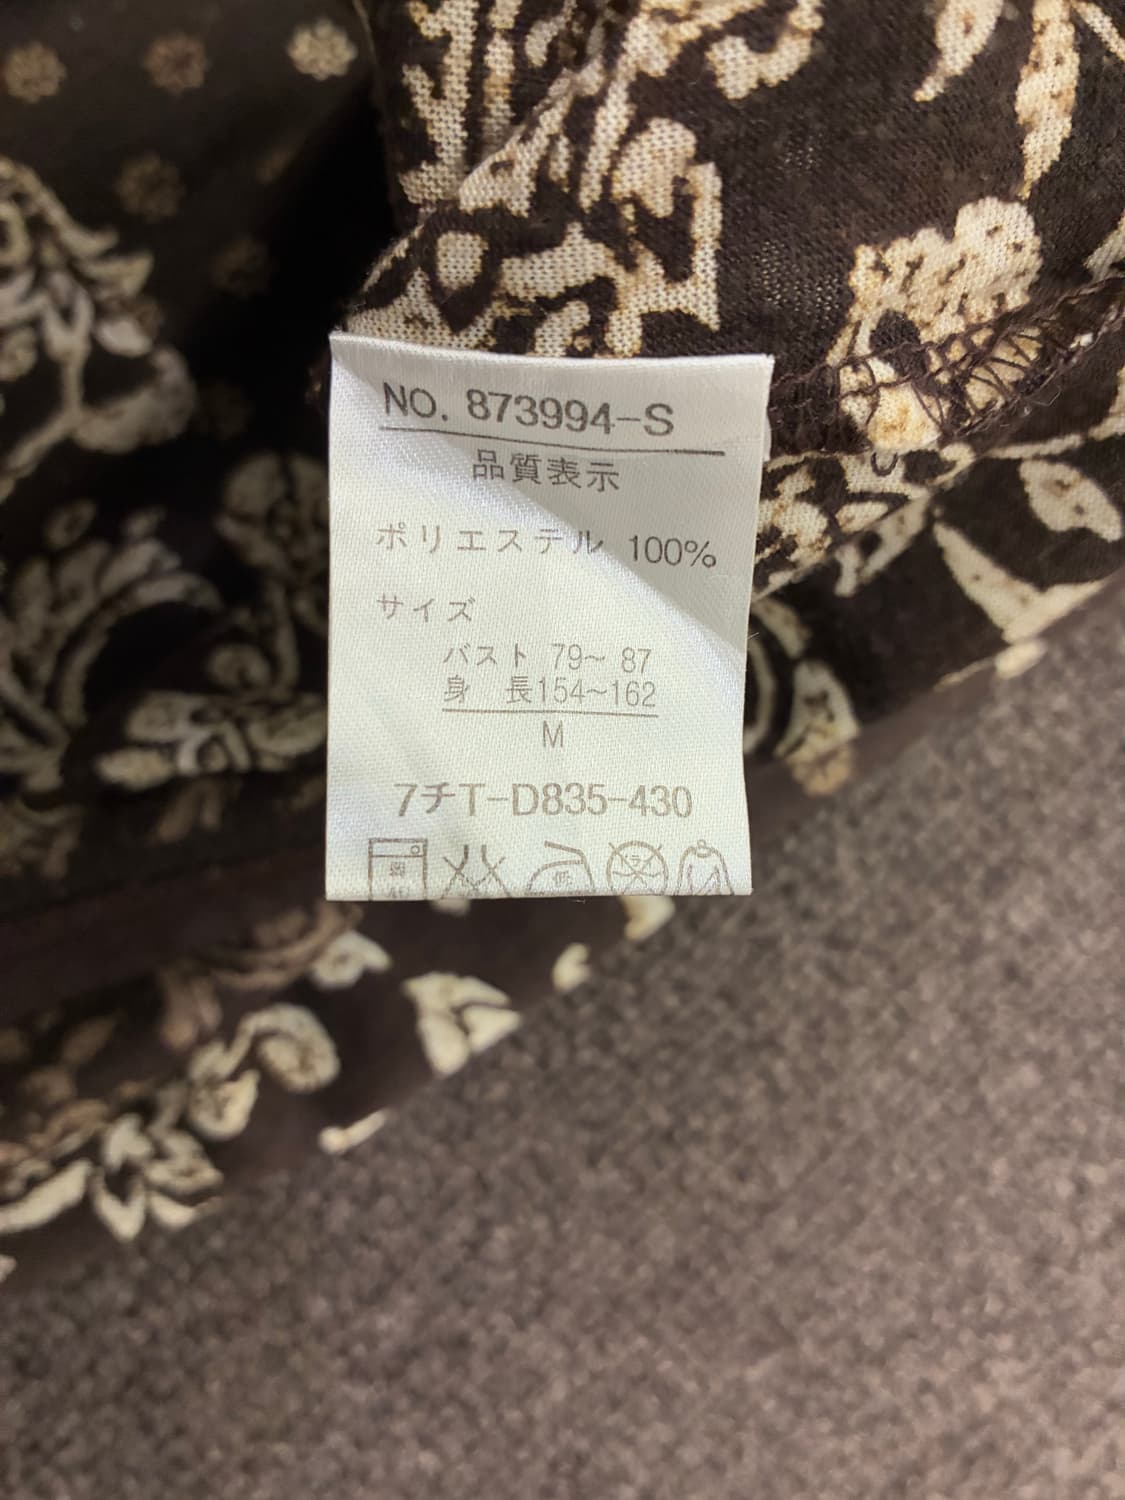 NO. 873994-S
品質表示
ポリエステル 100%
サイズ
バスト 79~ 87
身 長154~162
M
7チT-D835-430
低